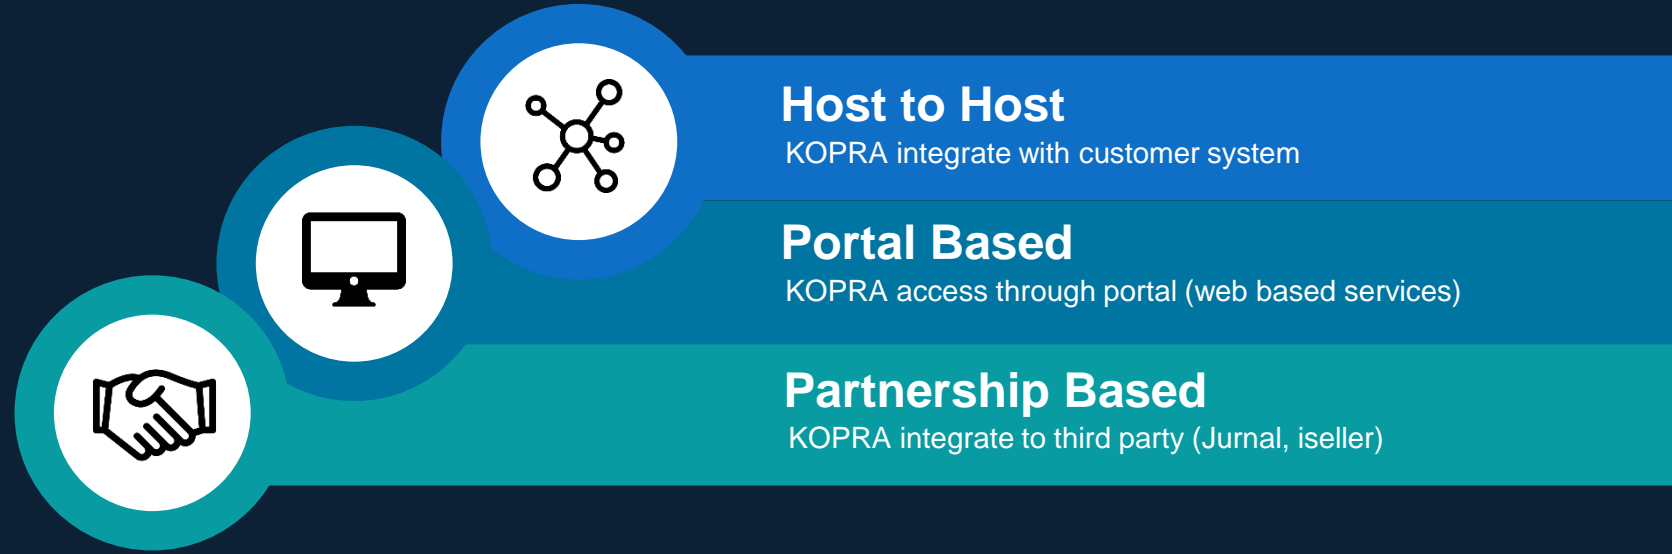 Host to Host
KOPRA integrate with customer system
Portal Based
KOPRA access through portal (web based services)
Partnership Based
KOPRA integrate to third party (Jurnal, iseller)